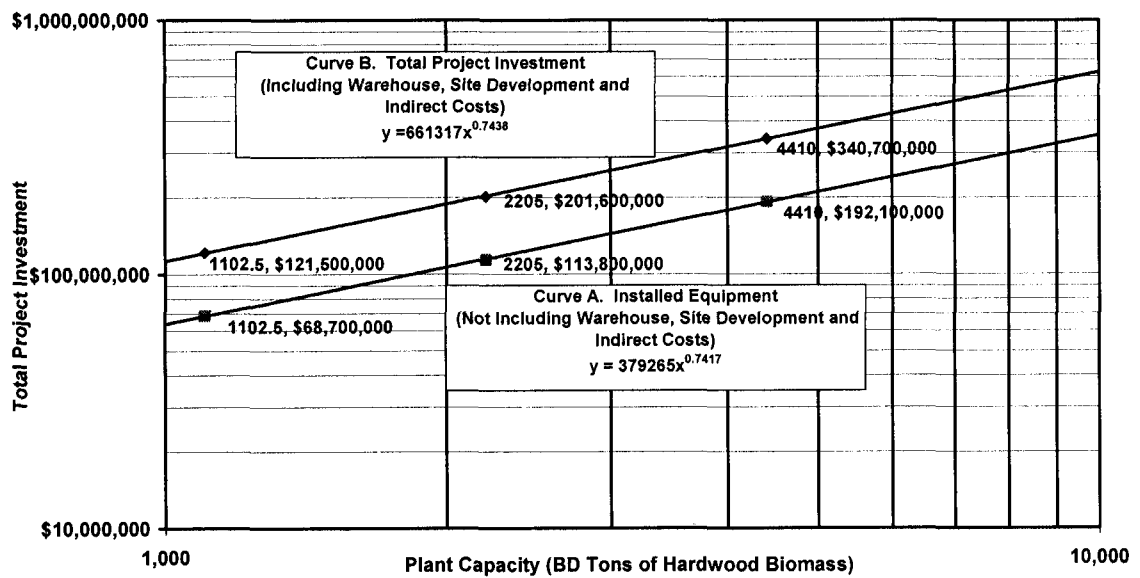 $1,000,000,000
Curve B. Total Project Investment
(Including Warehouse, Site Development and
Indirect Costs)
y =661317x^0.7438
4410, $340,700,000
2205, $201,600,000
4410, $192,100,000
1102.5, $121,500,000
2205, $113,800,000
$100,000,000
Curve A. Installed Equipment
(Not Including Warehouse, Site Development and
Indirect Costs)
y = 379265x^0.7417
1102.5, $68,700,000
Total Project Investment
$10,000,000
1,000
Plant Capacity (BD Tons of Hardwood Biomass)
10,000